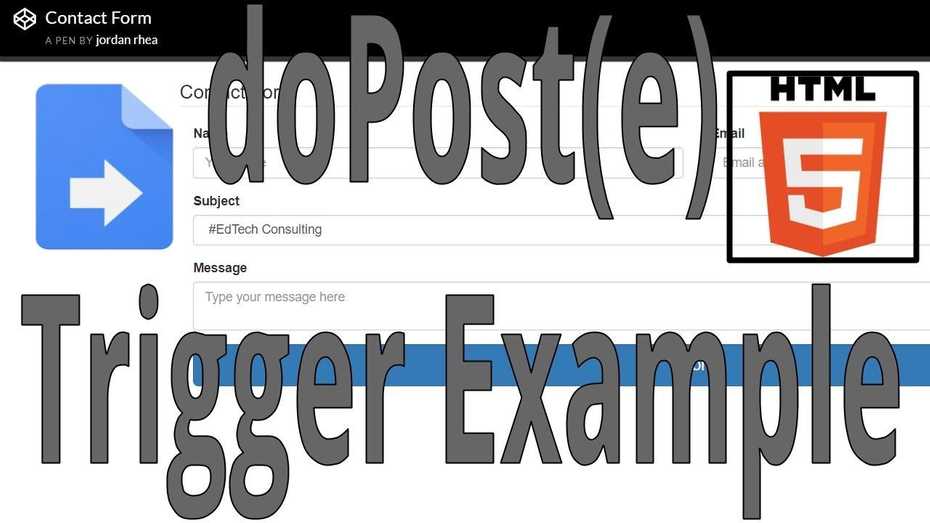 Contact Form
A PEN BY jordan rhea
doPost(e)
HTML
5
Email
Subject
#EdTech Consulting
Message
Type your message here
Trigger Example